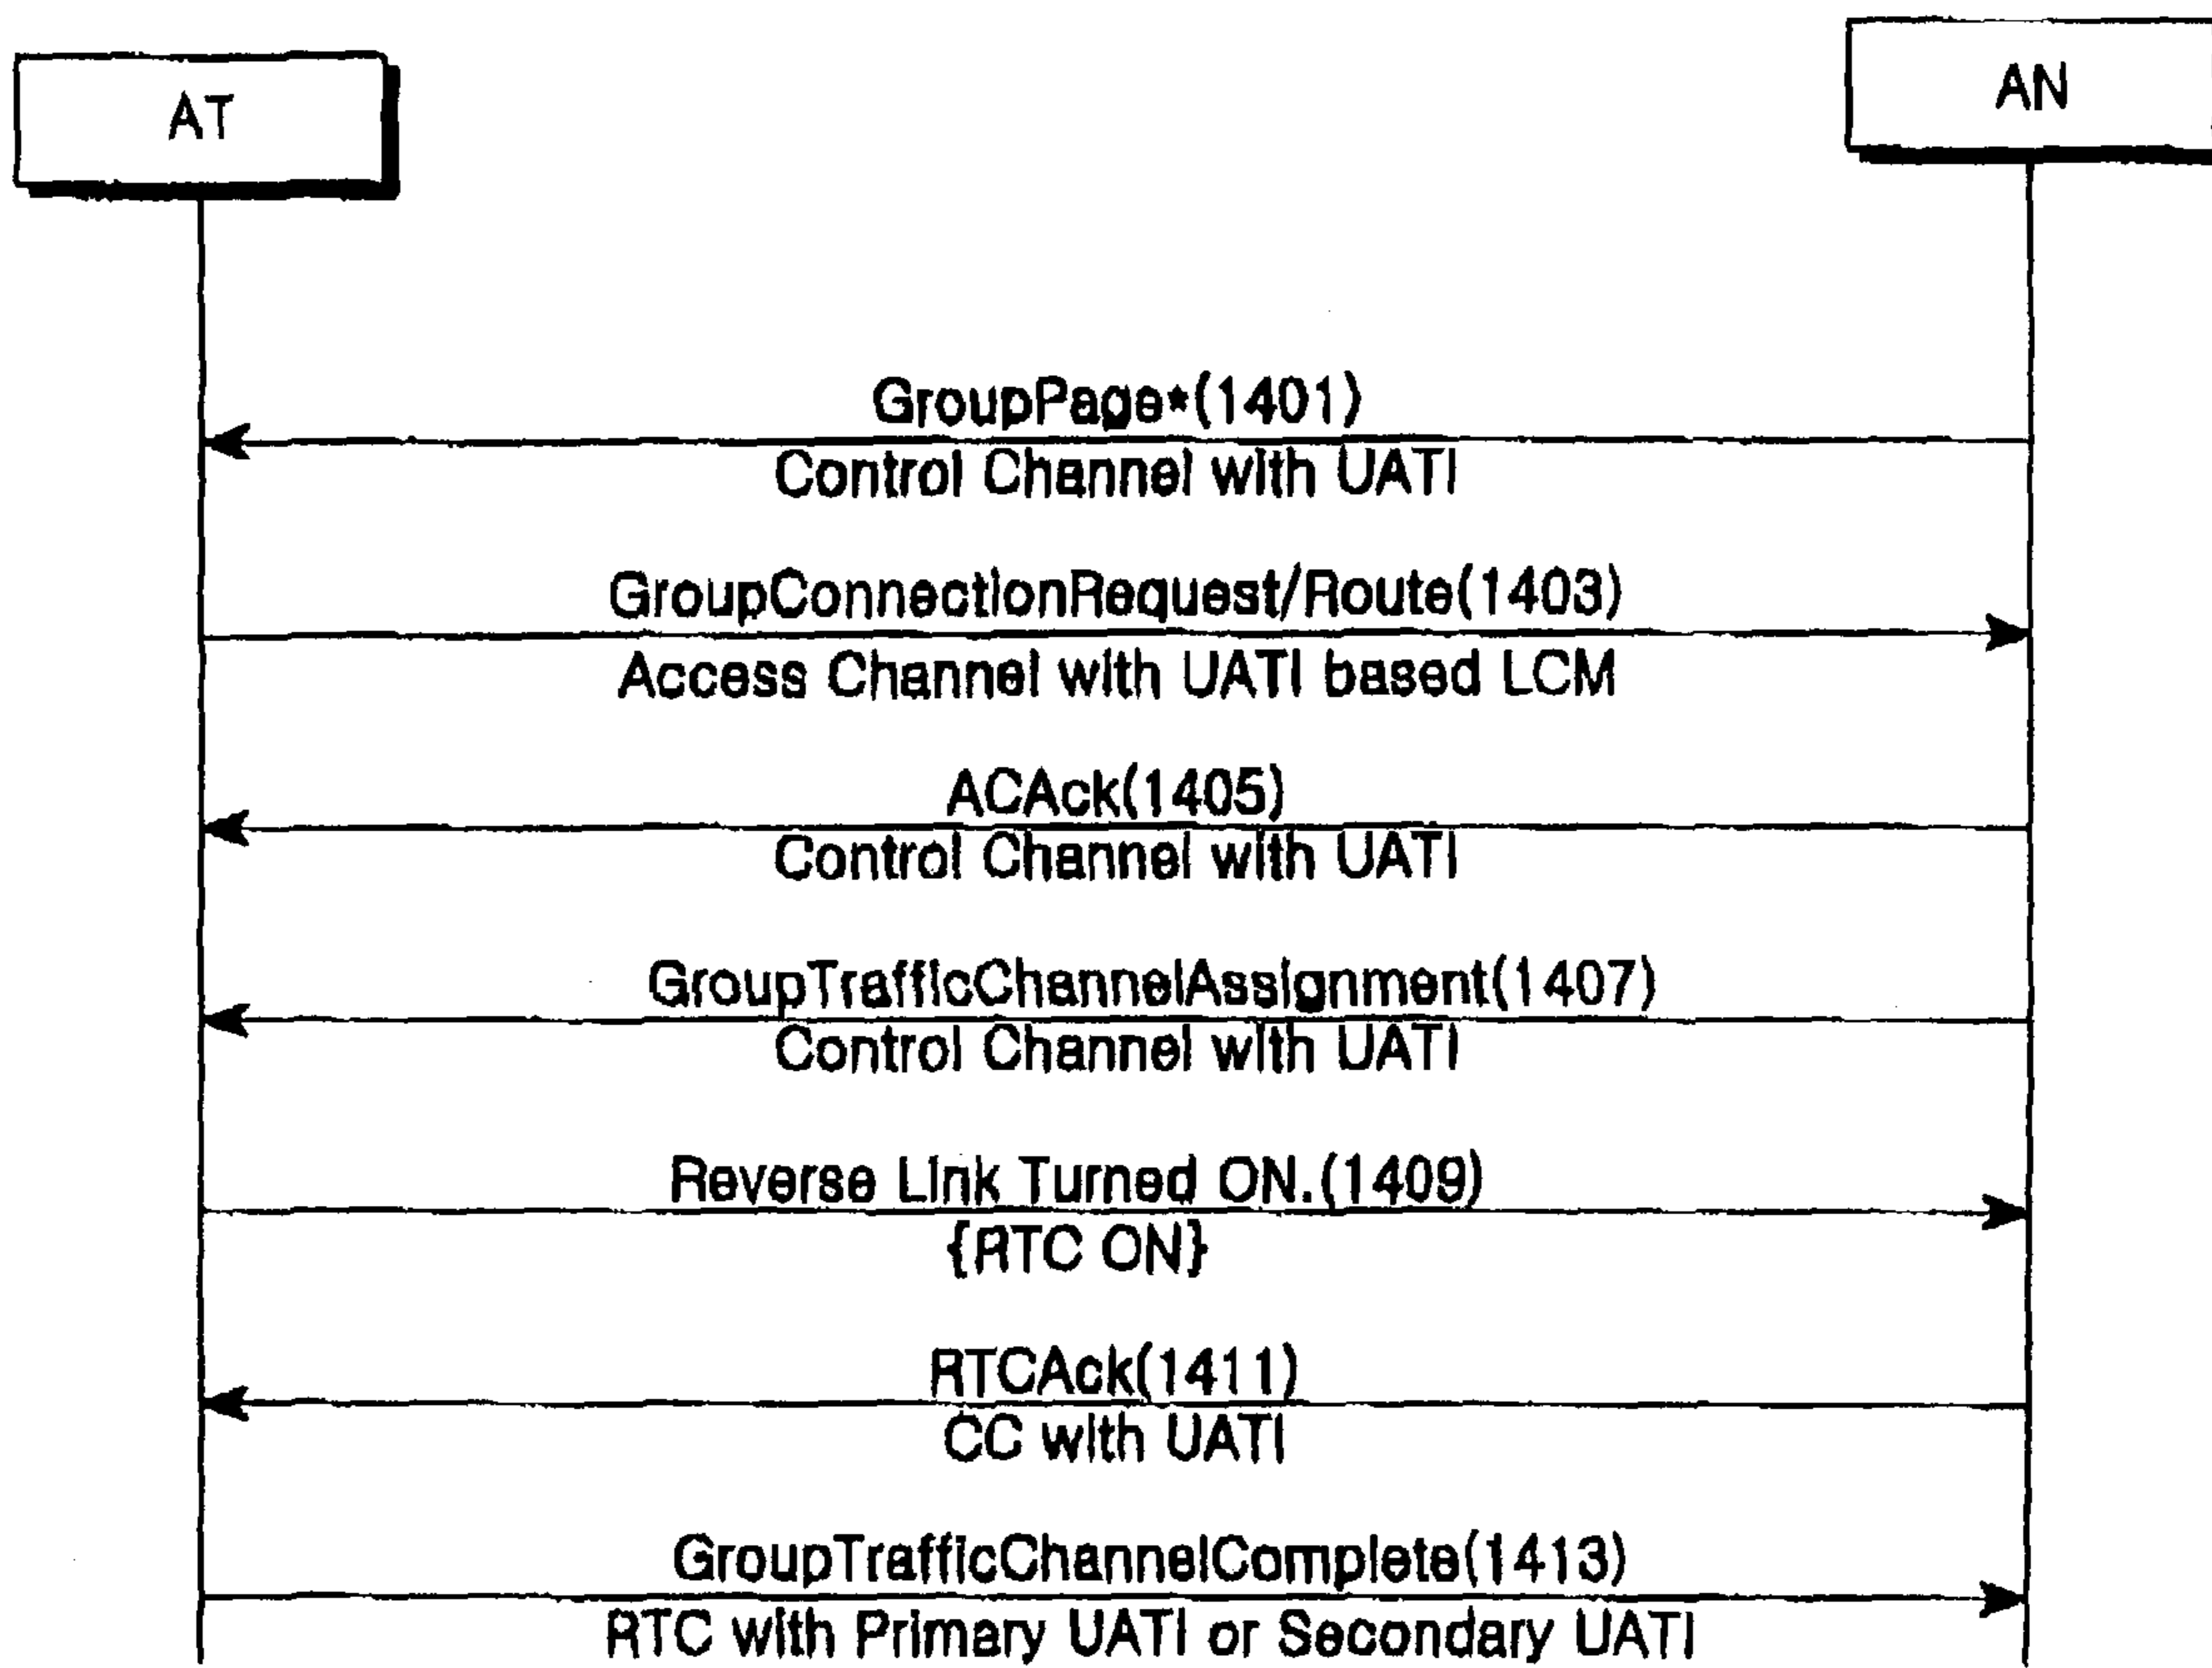 AT
AN
GroupPage*(1401)
Control Channel with UATI
GroupConnectionRequest/Route(1403)
Access Channel with UATI based LCM
ACAck(1405)
Control Channel with UATI
GroupTrafficChannelAssignment(1407)
Control Channel with UATI
Reverse Link Turned ON.(1409)
{RTC ON}
RTCAck(1411)
CC with UATI
GroupTrafficChannelComplete(1413)
RTC with Primary UATI or Secondary UATI